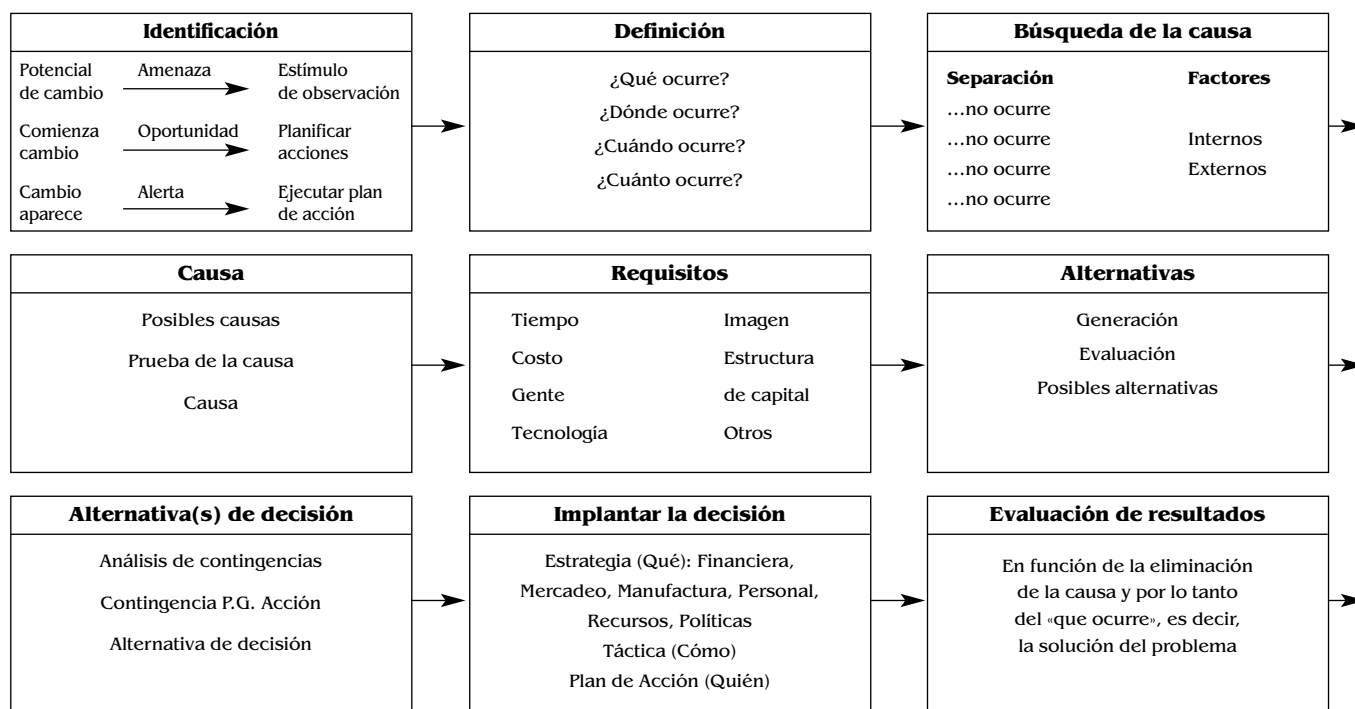 Identificación
Potencial
de cambio
Amenaza
Estímulo
de observación
Comienza
cambio
Oportunidad
Planificar
acciones
Cambio
aparece
Alerta
Ejecutar plan
de acción
Definición
¿Qué ocurre?
¿Dónde ocurre?
¿Cuándo ocurre?
¿Cuánto ocurre?
Búsqueda de la causa
Separación
…no ocurre
…no ocurre
…no ocurre
…no ocurre
Factores
Internos
Externos
Causa
Posibles causas
Prueba de la causa
Causa
Requisitos
Tiempo
Costo
Gente
Tecnología
Imagen
Estructura
de capital
Otros
Alternativas
Generación
Evaluación
Posibles alternativas
Alternativa(s) de decisión
Análisis de contingencias
Contingencia P.G. Acción
Alternativa de decisión
Implantar la decisión
Estrategia (Qué): Financiera,
Mercadeo, Manufactura, Personal,
Recursos, Políticas
Táctica (Cómo)
Plan de Acción (Quién)
Evaluación de resultados
En función de la eliminación
de la causa y por lo tanto
del «que ocurre», es decir,
la solución del problema